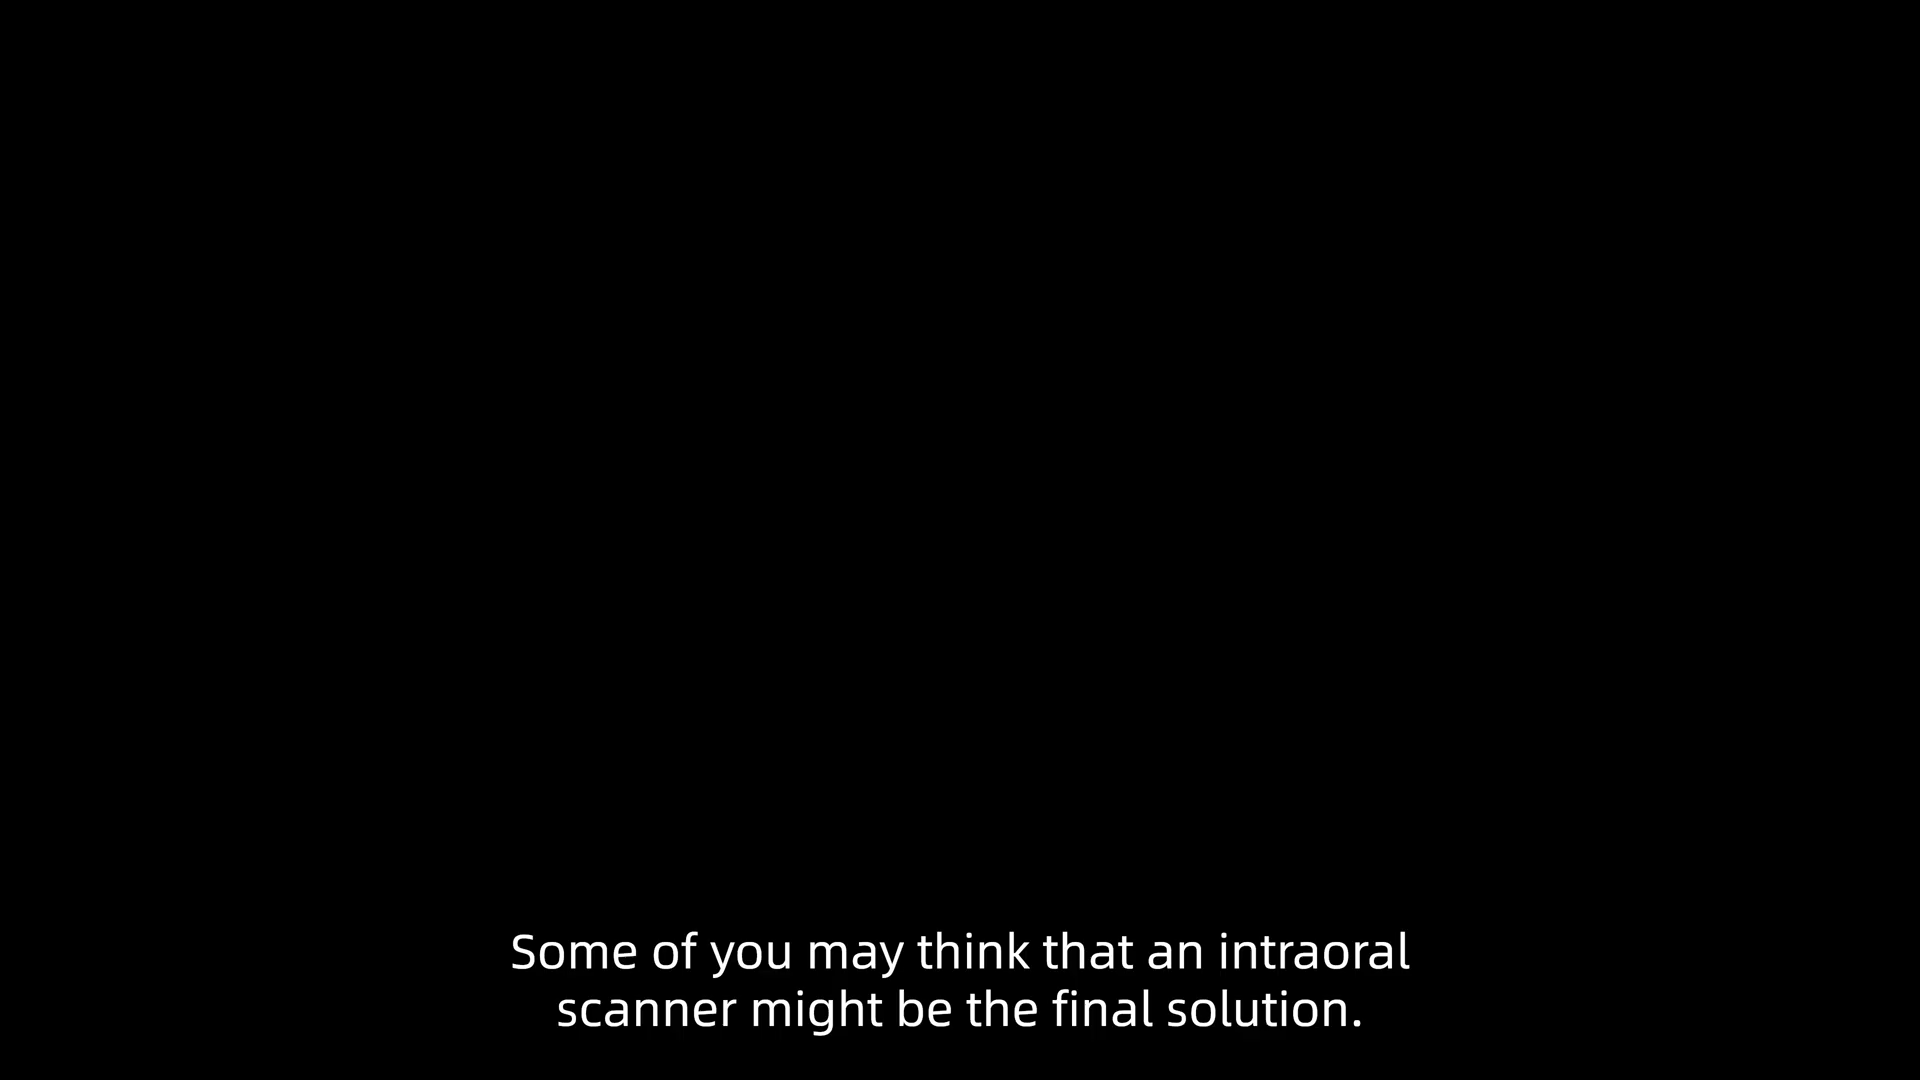 Some of you may think that an intraoral
scanner might be the final solution.